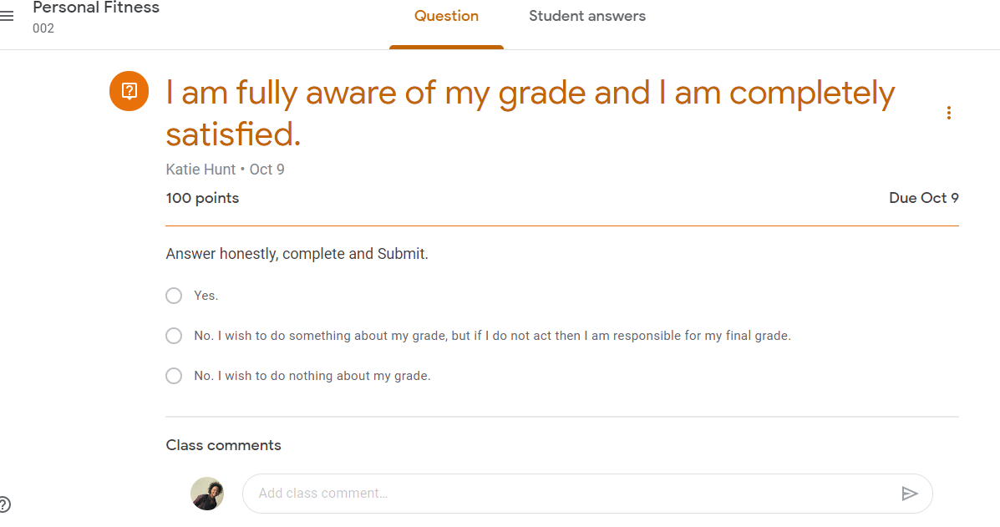 Personal Fitness
002
Question
Student answers
I am fully aware of my grade and I am completely
satisfied.
Katie Hunt • Oct 9
100 points
Due Oct 9
Answer honestly, complete and Submit.
Yes.
No. I wish to do something about my grade, but if I do not act then I am responsible for my final grade.
No. I wish to do nothing about my grade.
Class comments
Add class comment...